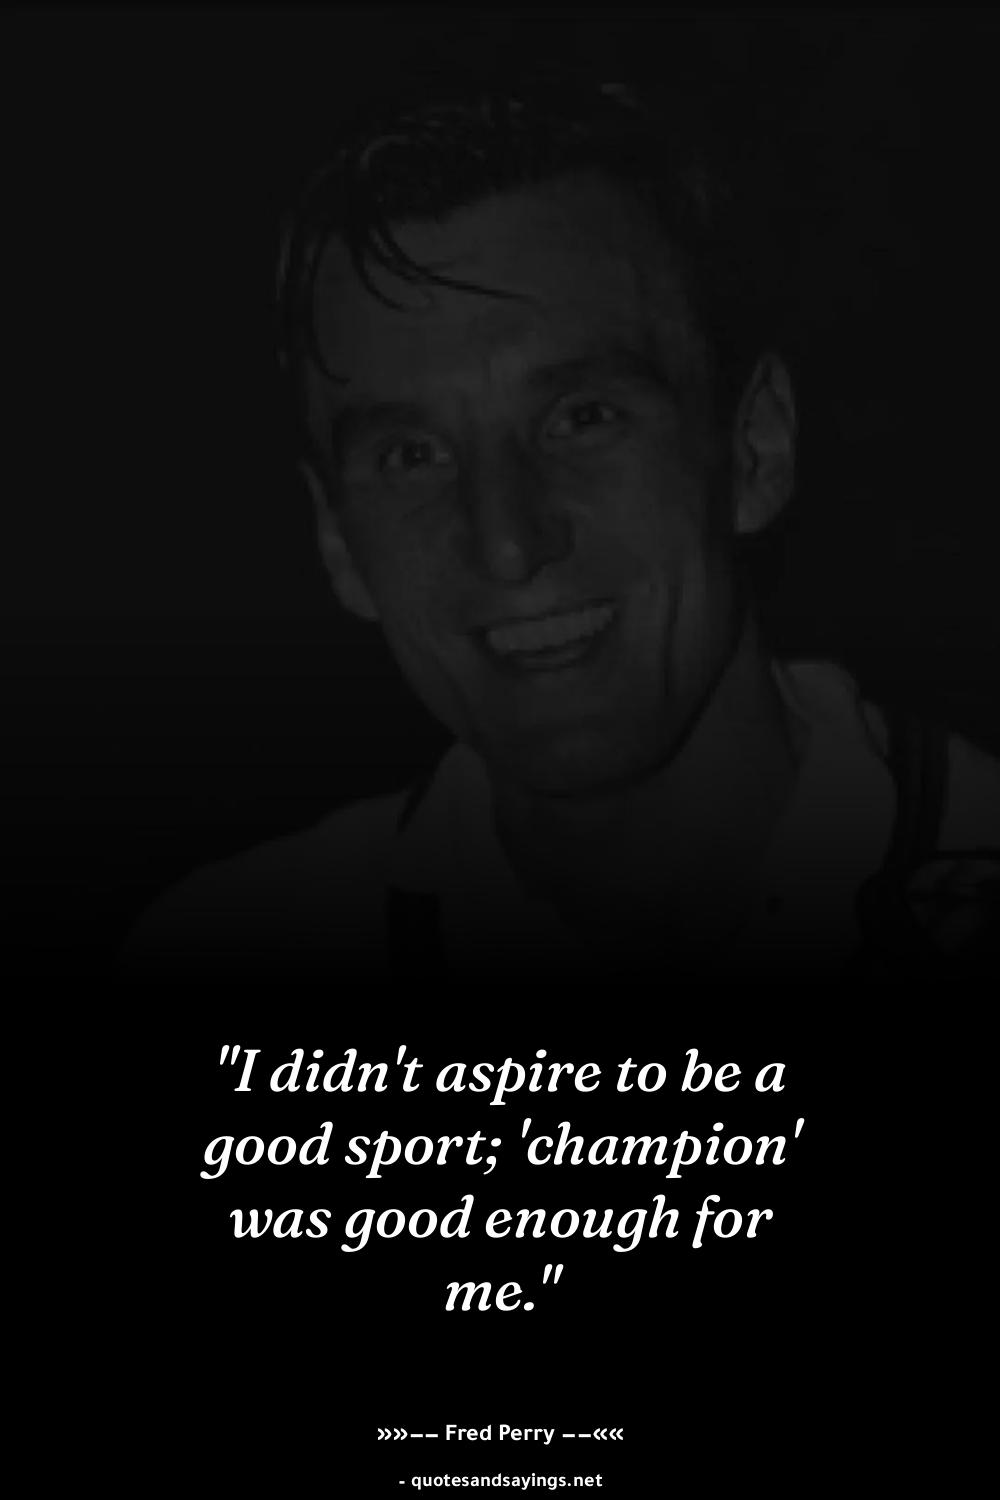 "I didn't aspire to be a
good sport; 'champion'
was good enough for
me."
»»−− Fred Perry −−««
- quotesandsayings.net